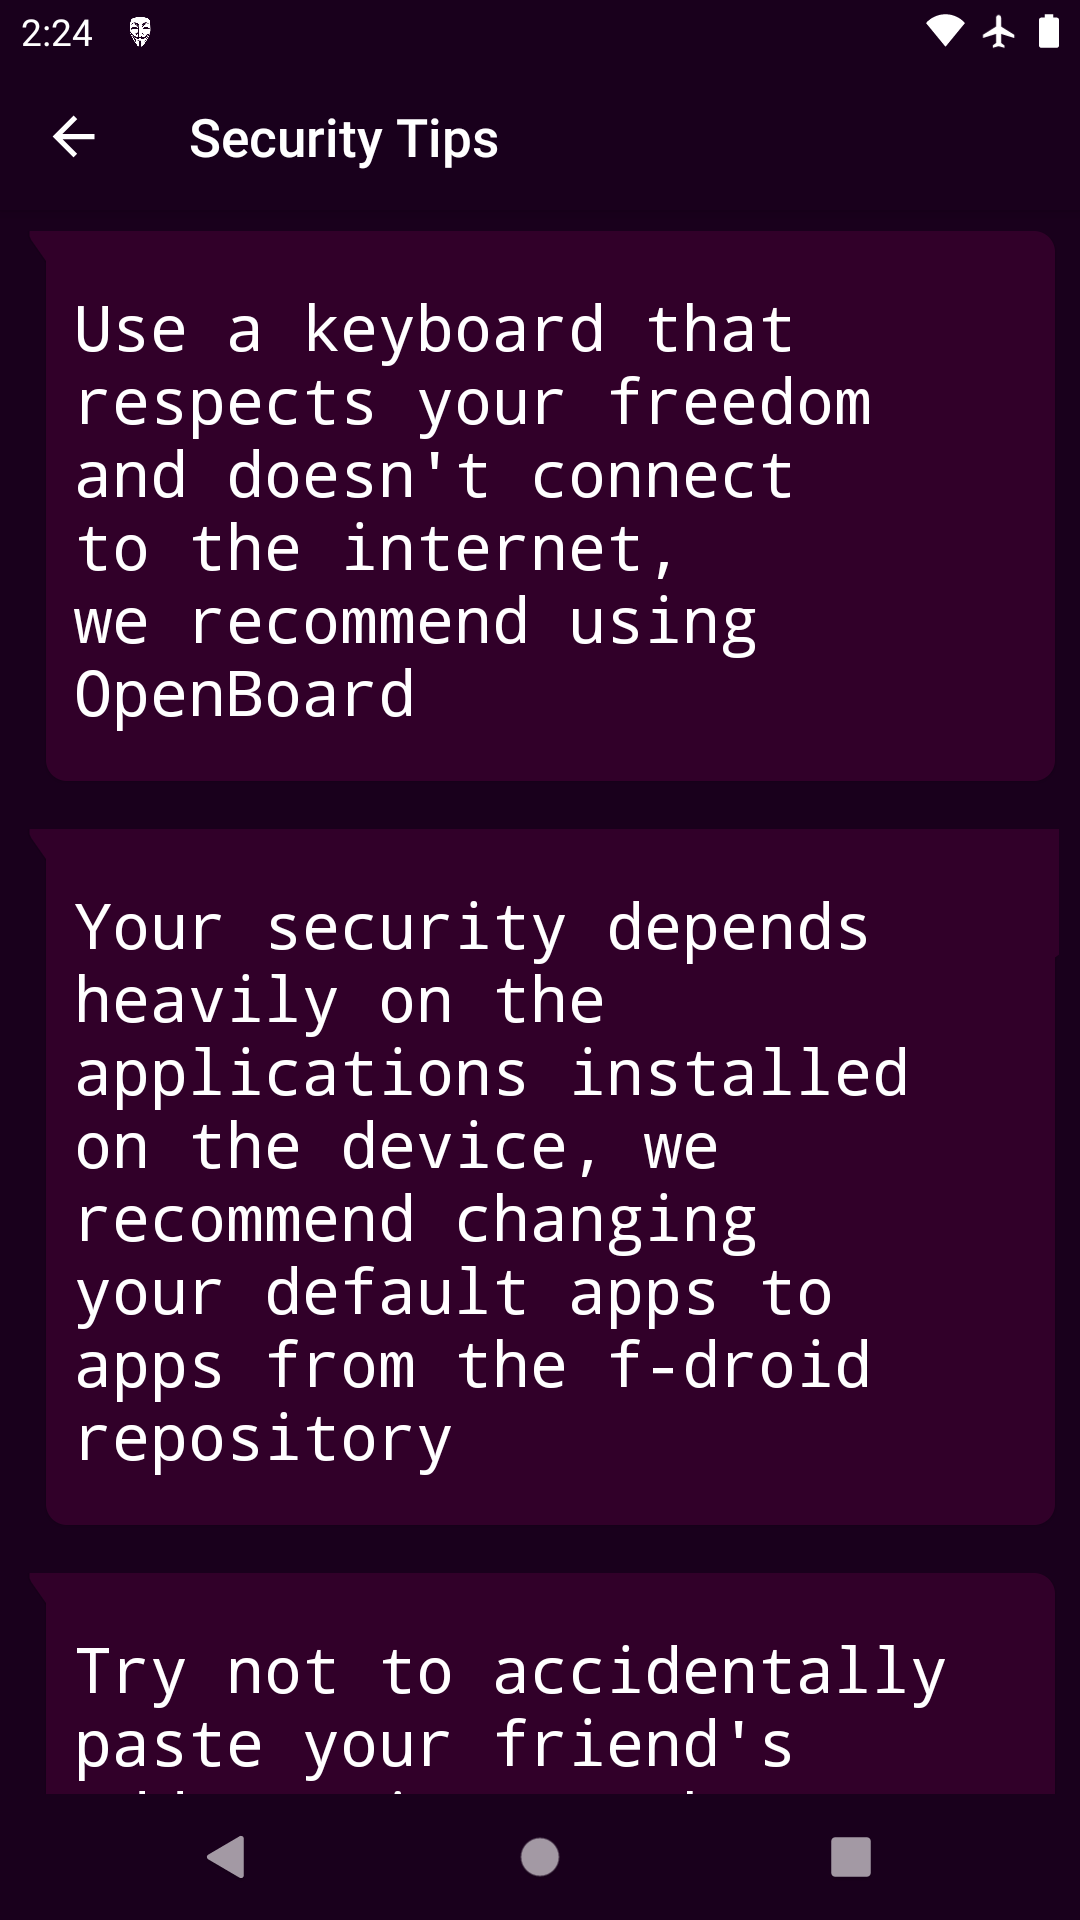 2:24
Security Tips
Use a keyboard that
respects your freedom
and doesn't connect
to the internet,
we recommend using
OpenBoard
Your security depends
heavily on the
applications installed
on the device, we
recommend changing
your default apps to
apps from the f-droid
repository
Try not to accidentally
paste your friend's